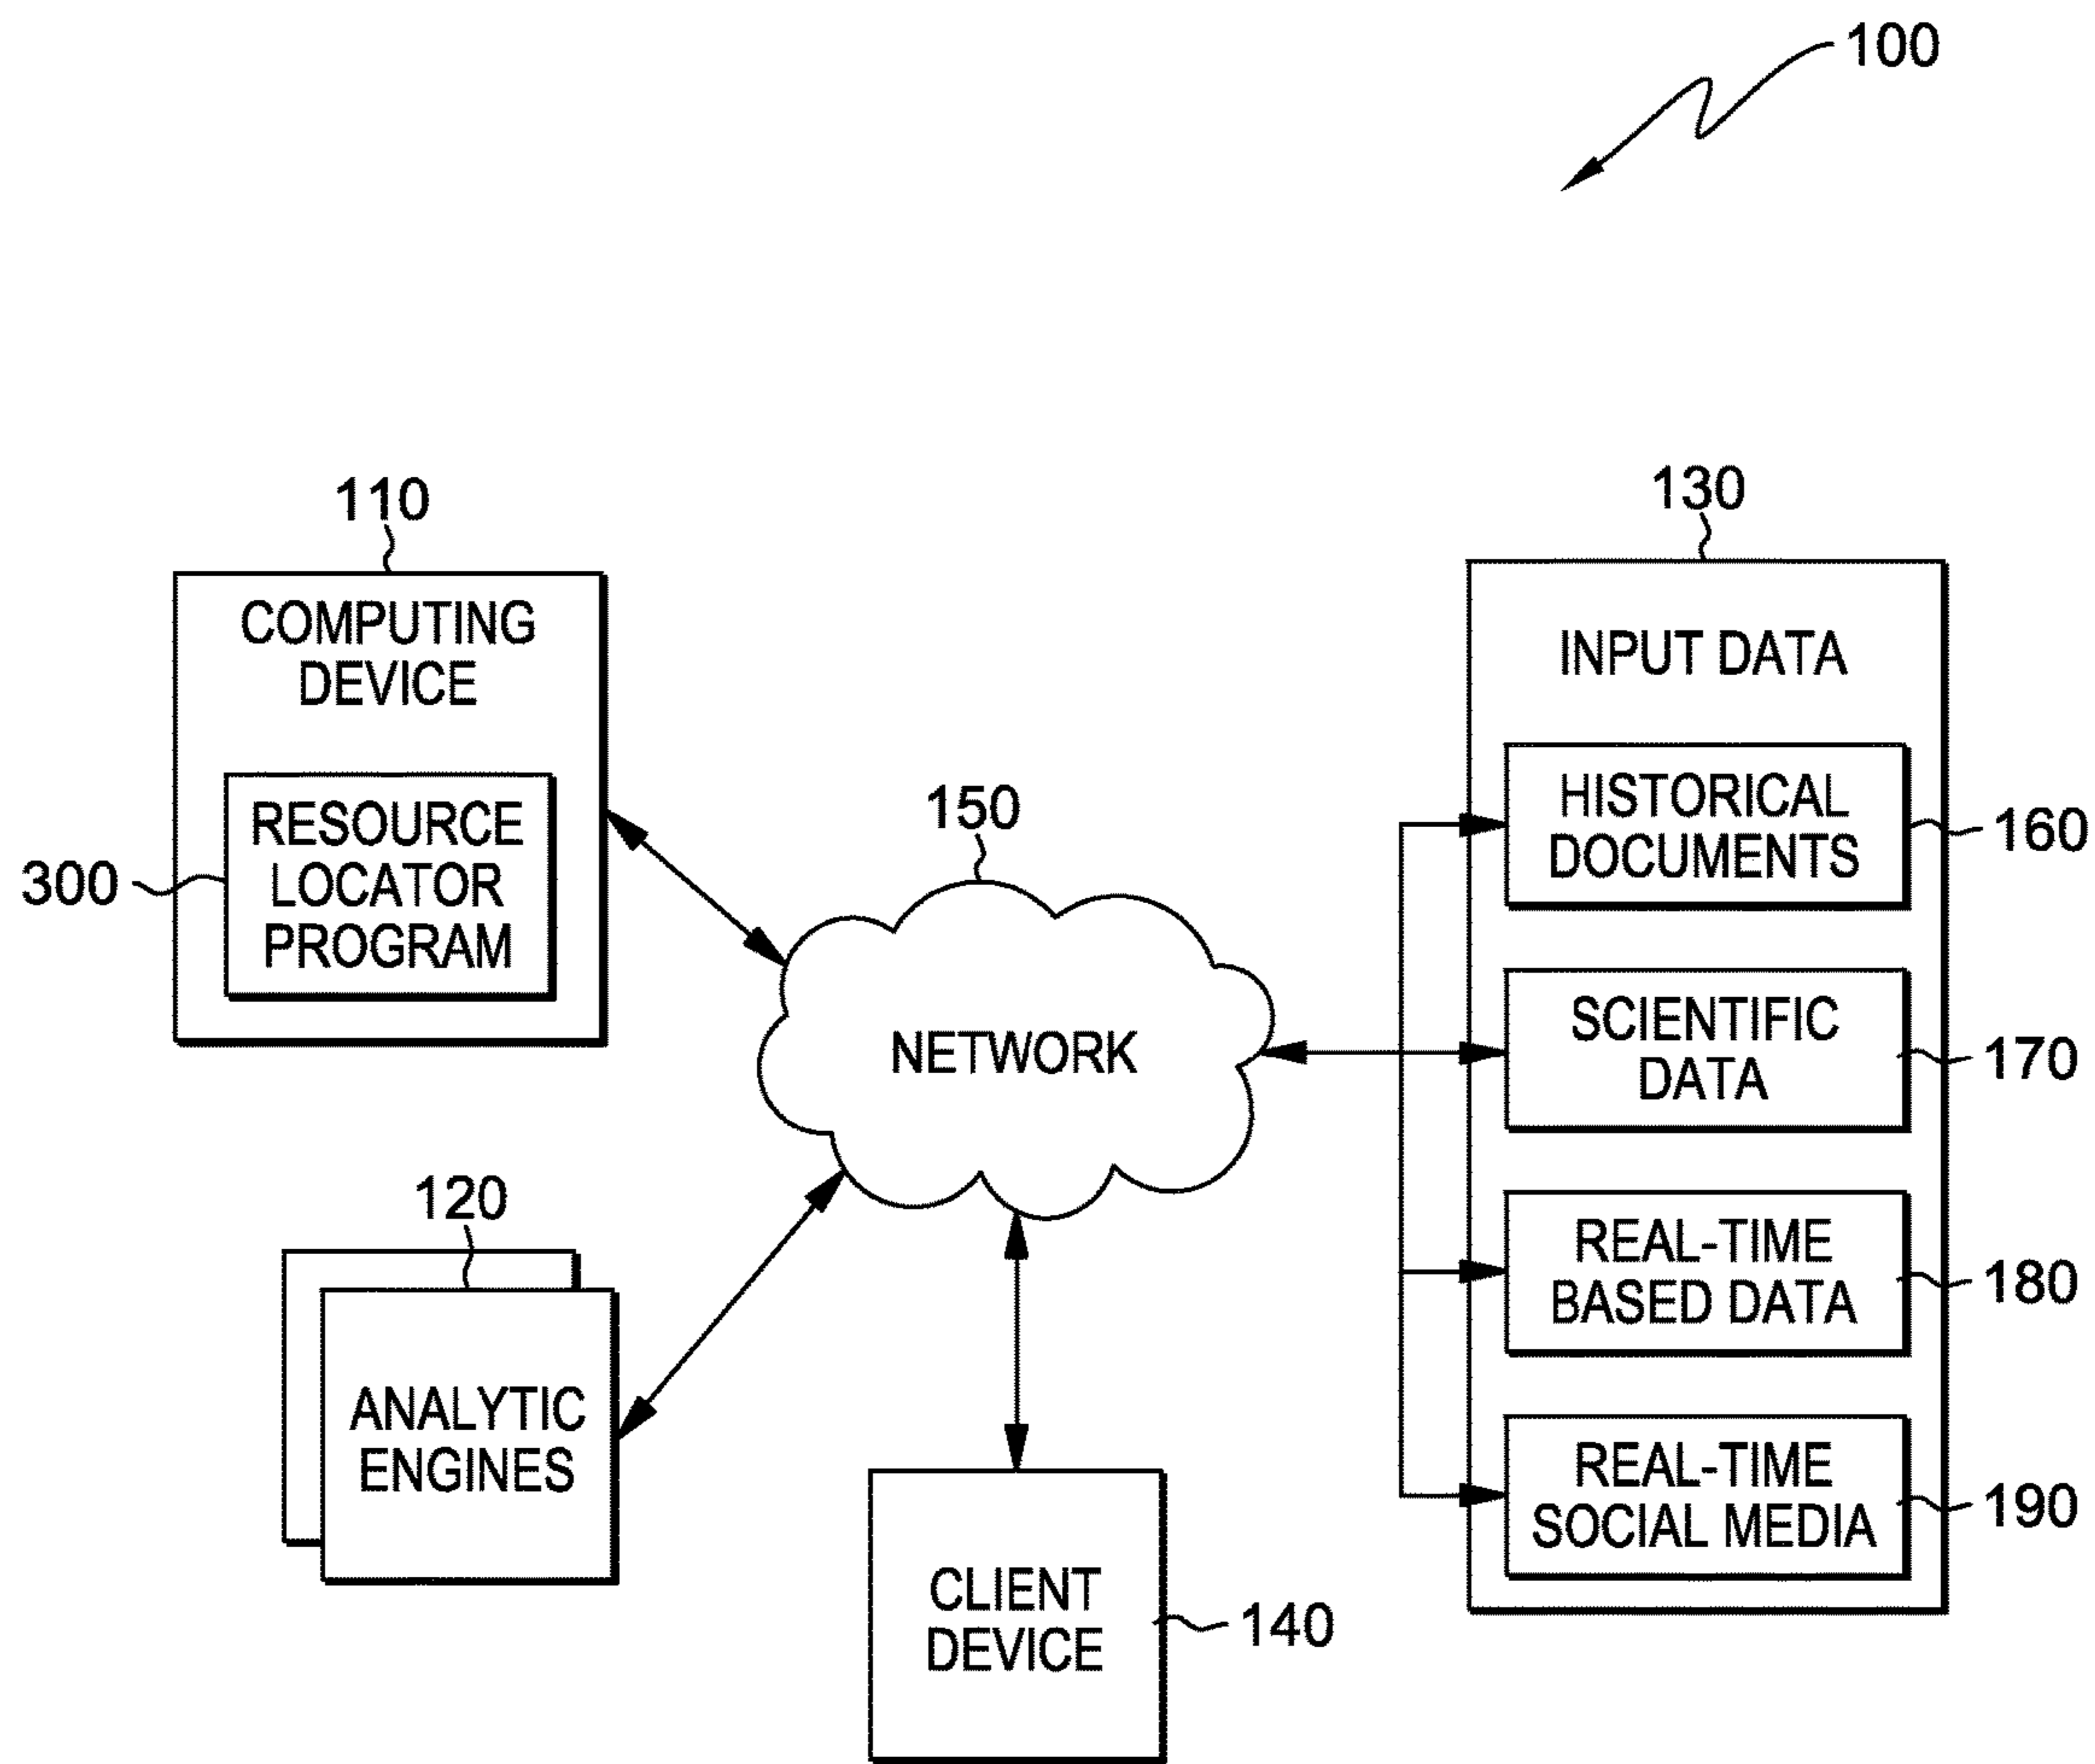 100
110
COMPUTING
DEVICE
300
RESOURCE
LOCATOR
PROGRAM
120
ANALYTIC
ENGINES
150
NETWORK
CLIENT
DEVICE
140
130
INPUT DATA
HISTORICAL
DOCUMENTS
160
SCIENTIFIC
DATA
170
REAL-TIME
BASED DATA
180
REAL-TIME
SOCIAL MEDIA
190